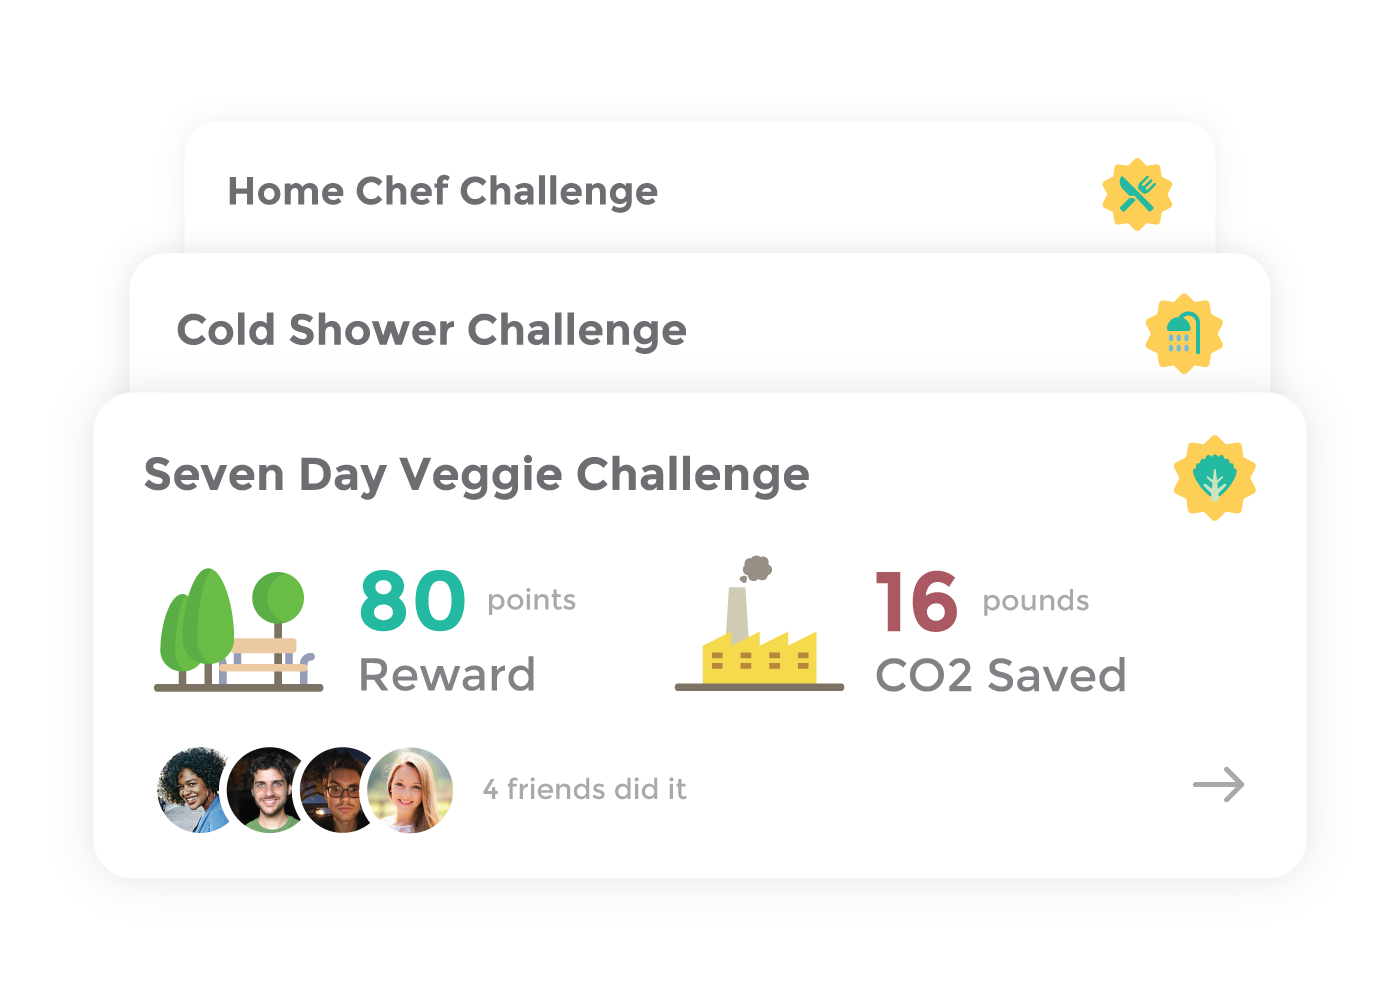 Home Chef Challenge
Cold Shower Challenge
Seven Day Veggie Challenge
80 points
Reward
16 pounds
CO2 Saved
4 friends did it